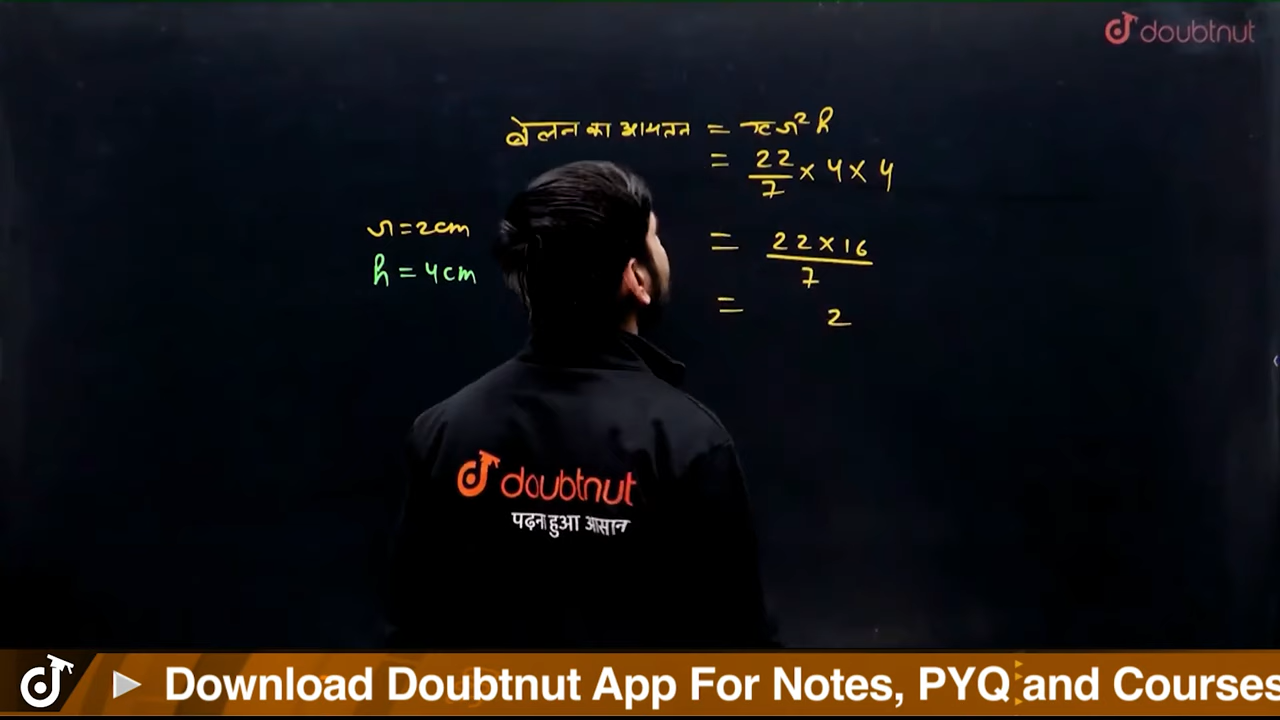 doubtnut
बेलन का आयतन = πr² h
= 22/7 × 4 × 4
r = 2cm
h = 4cm
= 22×16/7
= 2
doubtnut
पढ़ना हुआ आसान
Download Doubtnut App For Notes, PYQ and Courses